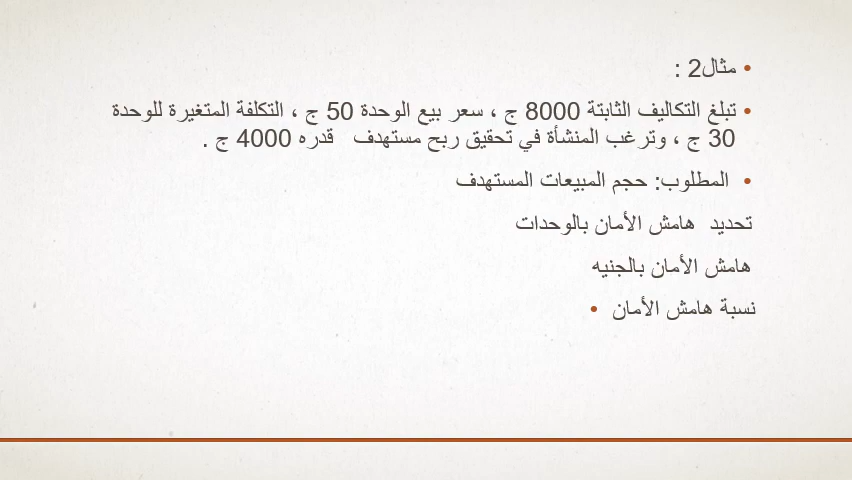 • مثال2 :
• تبلغ التكاليف الثابتة 8000 ج ، سعر بيع الوحدة 50 ج ، التكلفة المتغيرة للوحدة
30 ج ، وترغب المنشأة في تحقيق ربح مستهدف قدره 4000 ج .
• المطلوب: حجم المبيعات المستهدف
تحديد هامش الأمان بالوحدات
هامش الأمان بالجنيه
نسبة هامش الأمان •